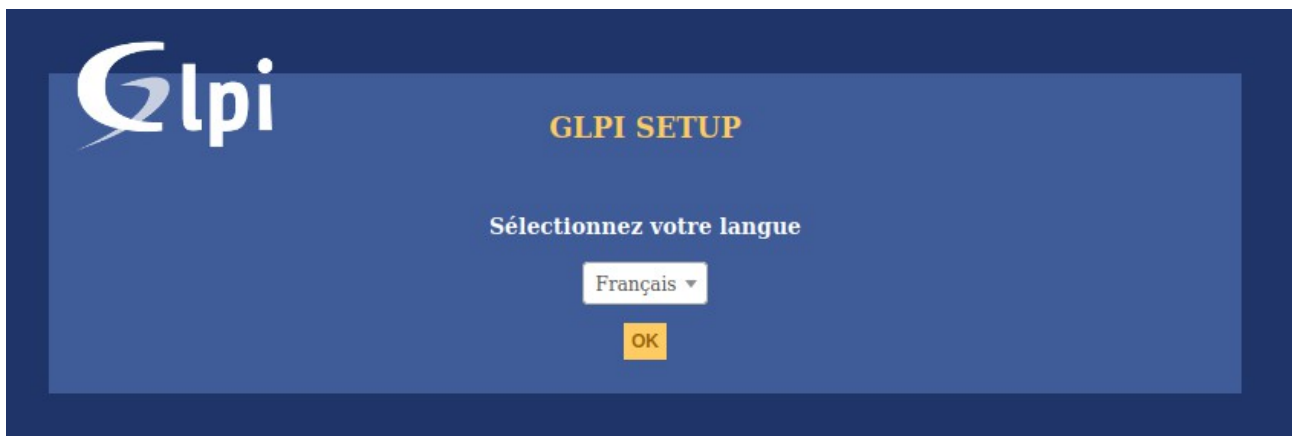 Glpi
GLPI SETUP
Sélectionnez votre langue
Français
OK